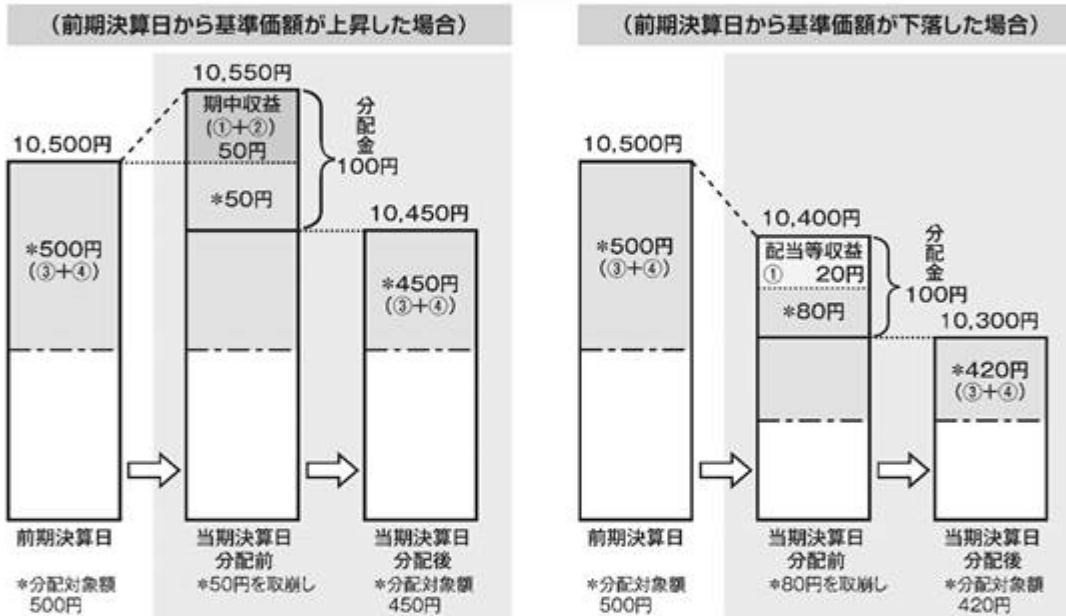 (前期決算日から基準価額が上昇した場合)
10,550円
期中収益
(①+②)
50円
*50円
分配金
100円
10,500円
*500円
(③+④)
10,450円
*450円
(③+④)
前期決算日
当期決算日
分配前
当期決算日
分配後
*分配対象額
500円
*50円を取崩し
*分配対象額
450円
(前期決算日から基準価額が下落した場合)
10,500円
*500円
(③+④)
10,400円
配当等収益
① 20円
*80円
分配金
100円
10,300円
*420円
(③+④)
前期決算日
当期決算日
分配前
当期決算日
分配後
*分配対象額
500円
*80円を取崩し
*分配対象額
420円